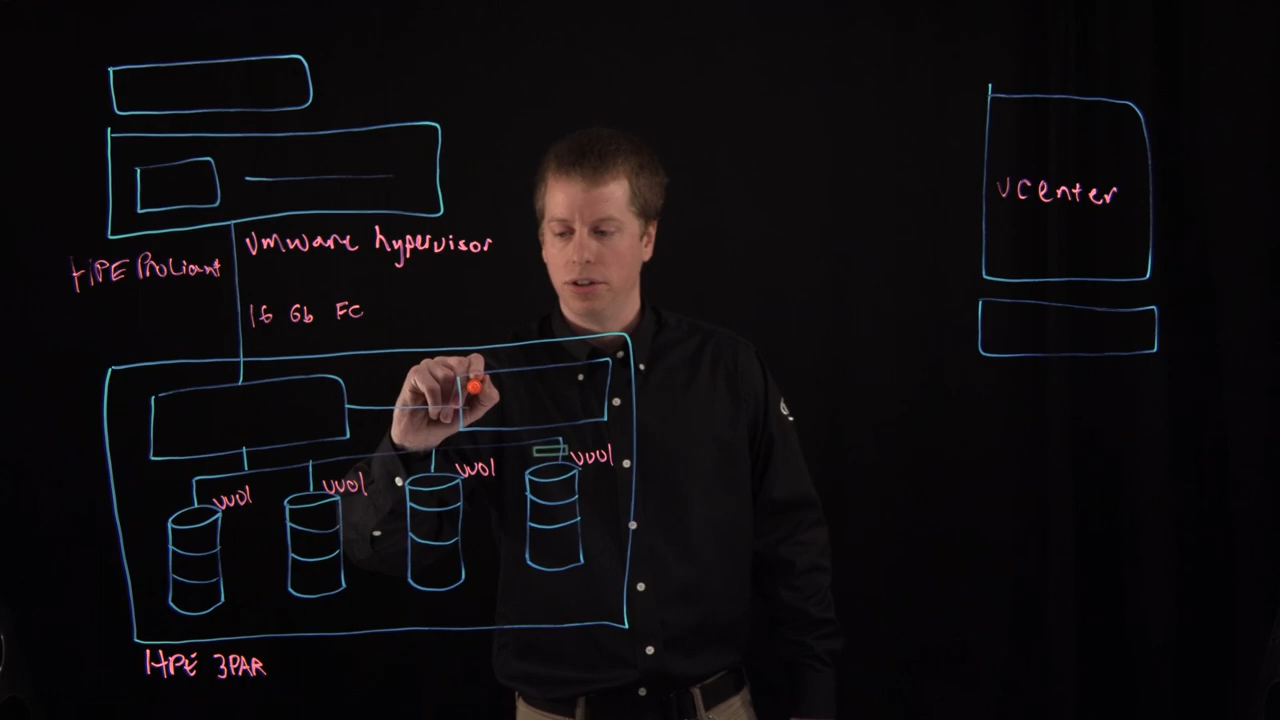 vmware hypervisor
HPE ProLiant
16 Gb FC
vcenter
vvol
vvol
vvol
vvol
HPE 3PAR